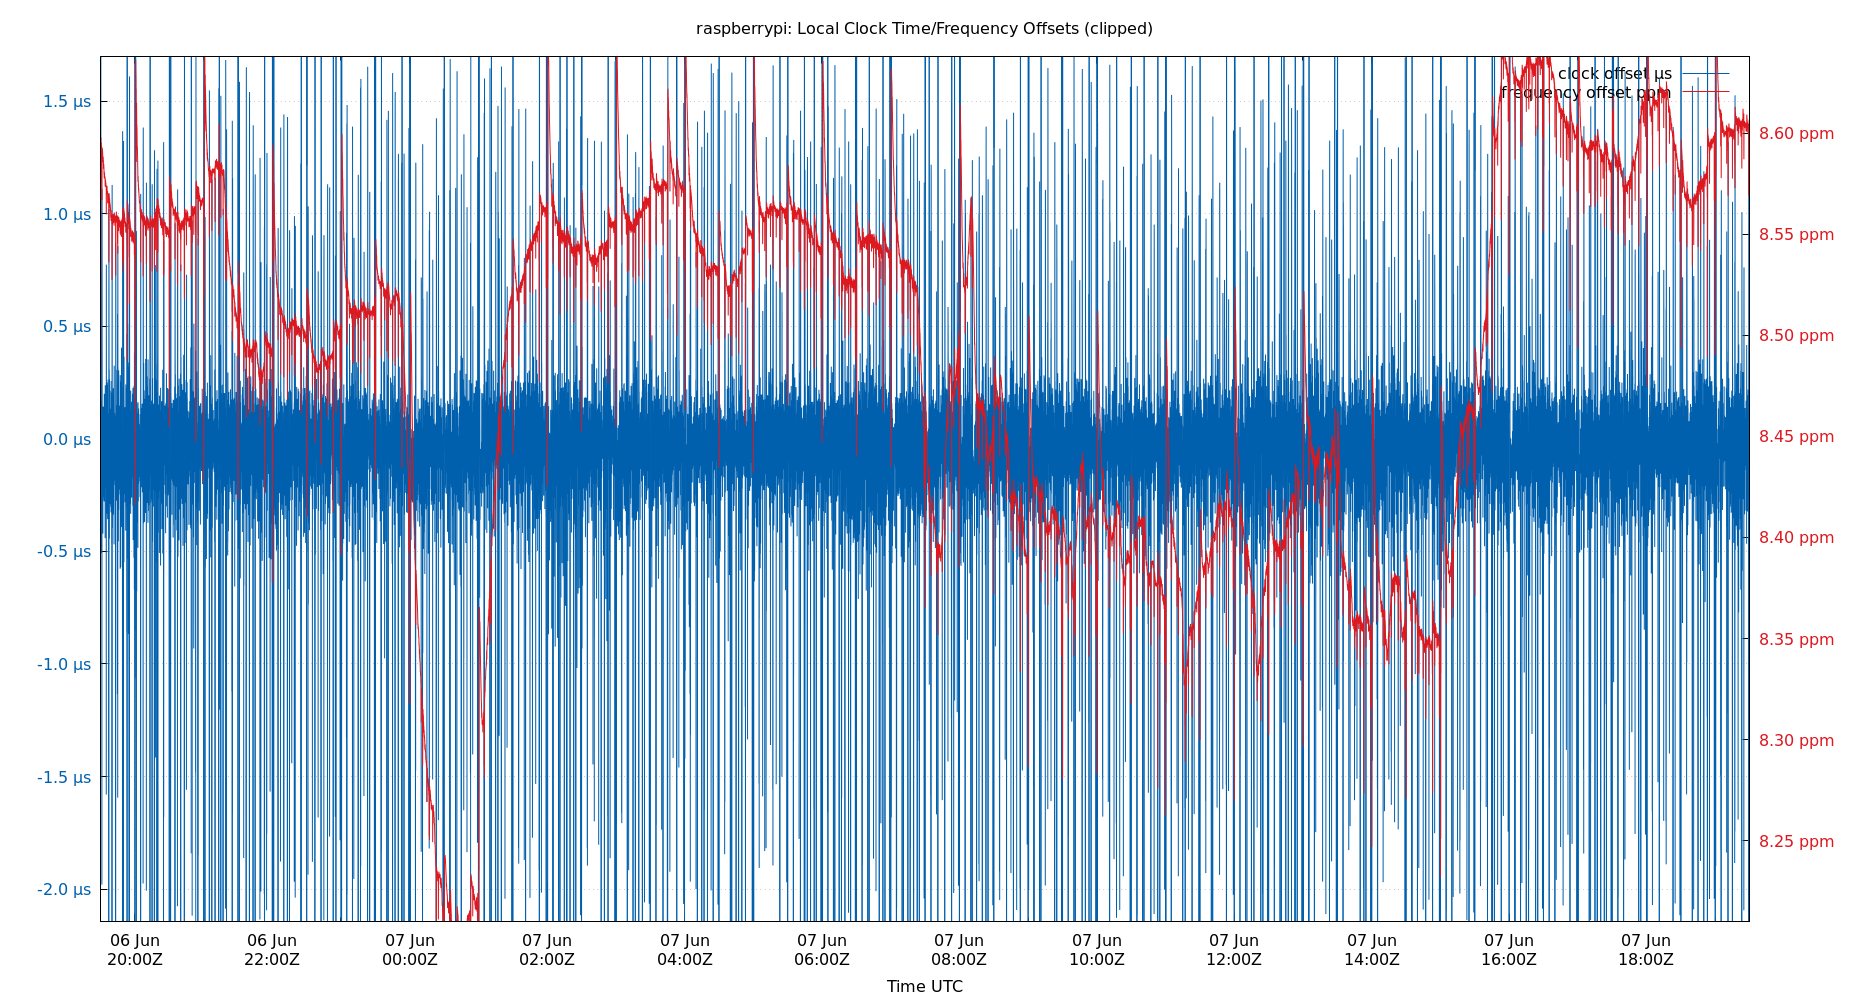 raspberrypi: Local Clock Time/Frequency Offsets (clipped)
clock offset µs
frequency offset ppm
1.5 µs
1.0 µs
0.5 µs
0.0 µs
-0.5 µs
-1.0 µs
-1.5 µs
-2.0 µs
8.60 ppm
8.55 ppm
8.50 ppm
8.45 ppm
8.40 ppm
8.35 ppm
8.30 ppm
8.25 ppm
06 Jun 06 Jun 07 Jun 07 Jun 07 Jun 07 Jun 07 Jun 07 Jun 07 Jun 07 Jun 07 Jun 07 Jun
20:00Z 22:00Z 00:00Z 02:00Z 04:00Z 06:00Z 08:00Z 10:00Z 12:00Z 14:00Z 16:00Z 18:00Z
Time UTC